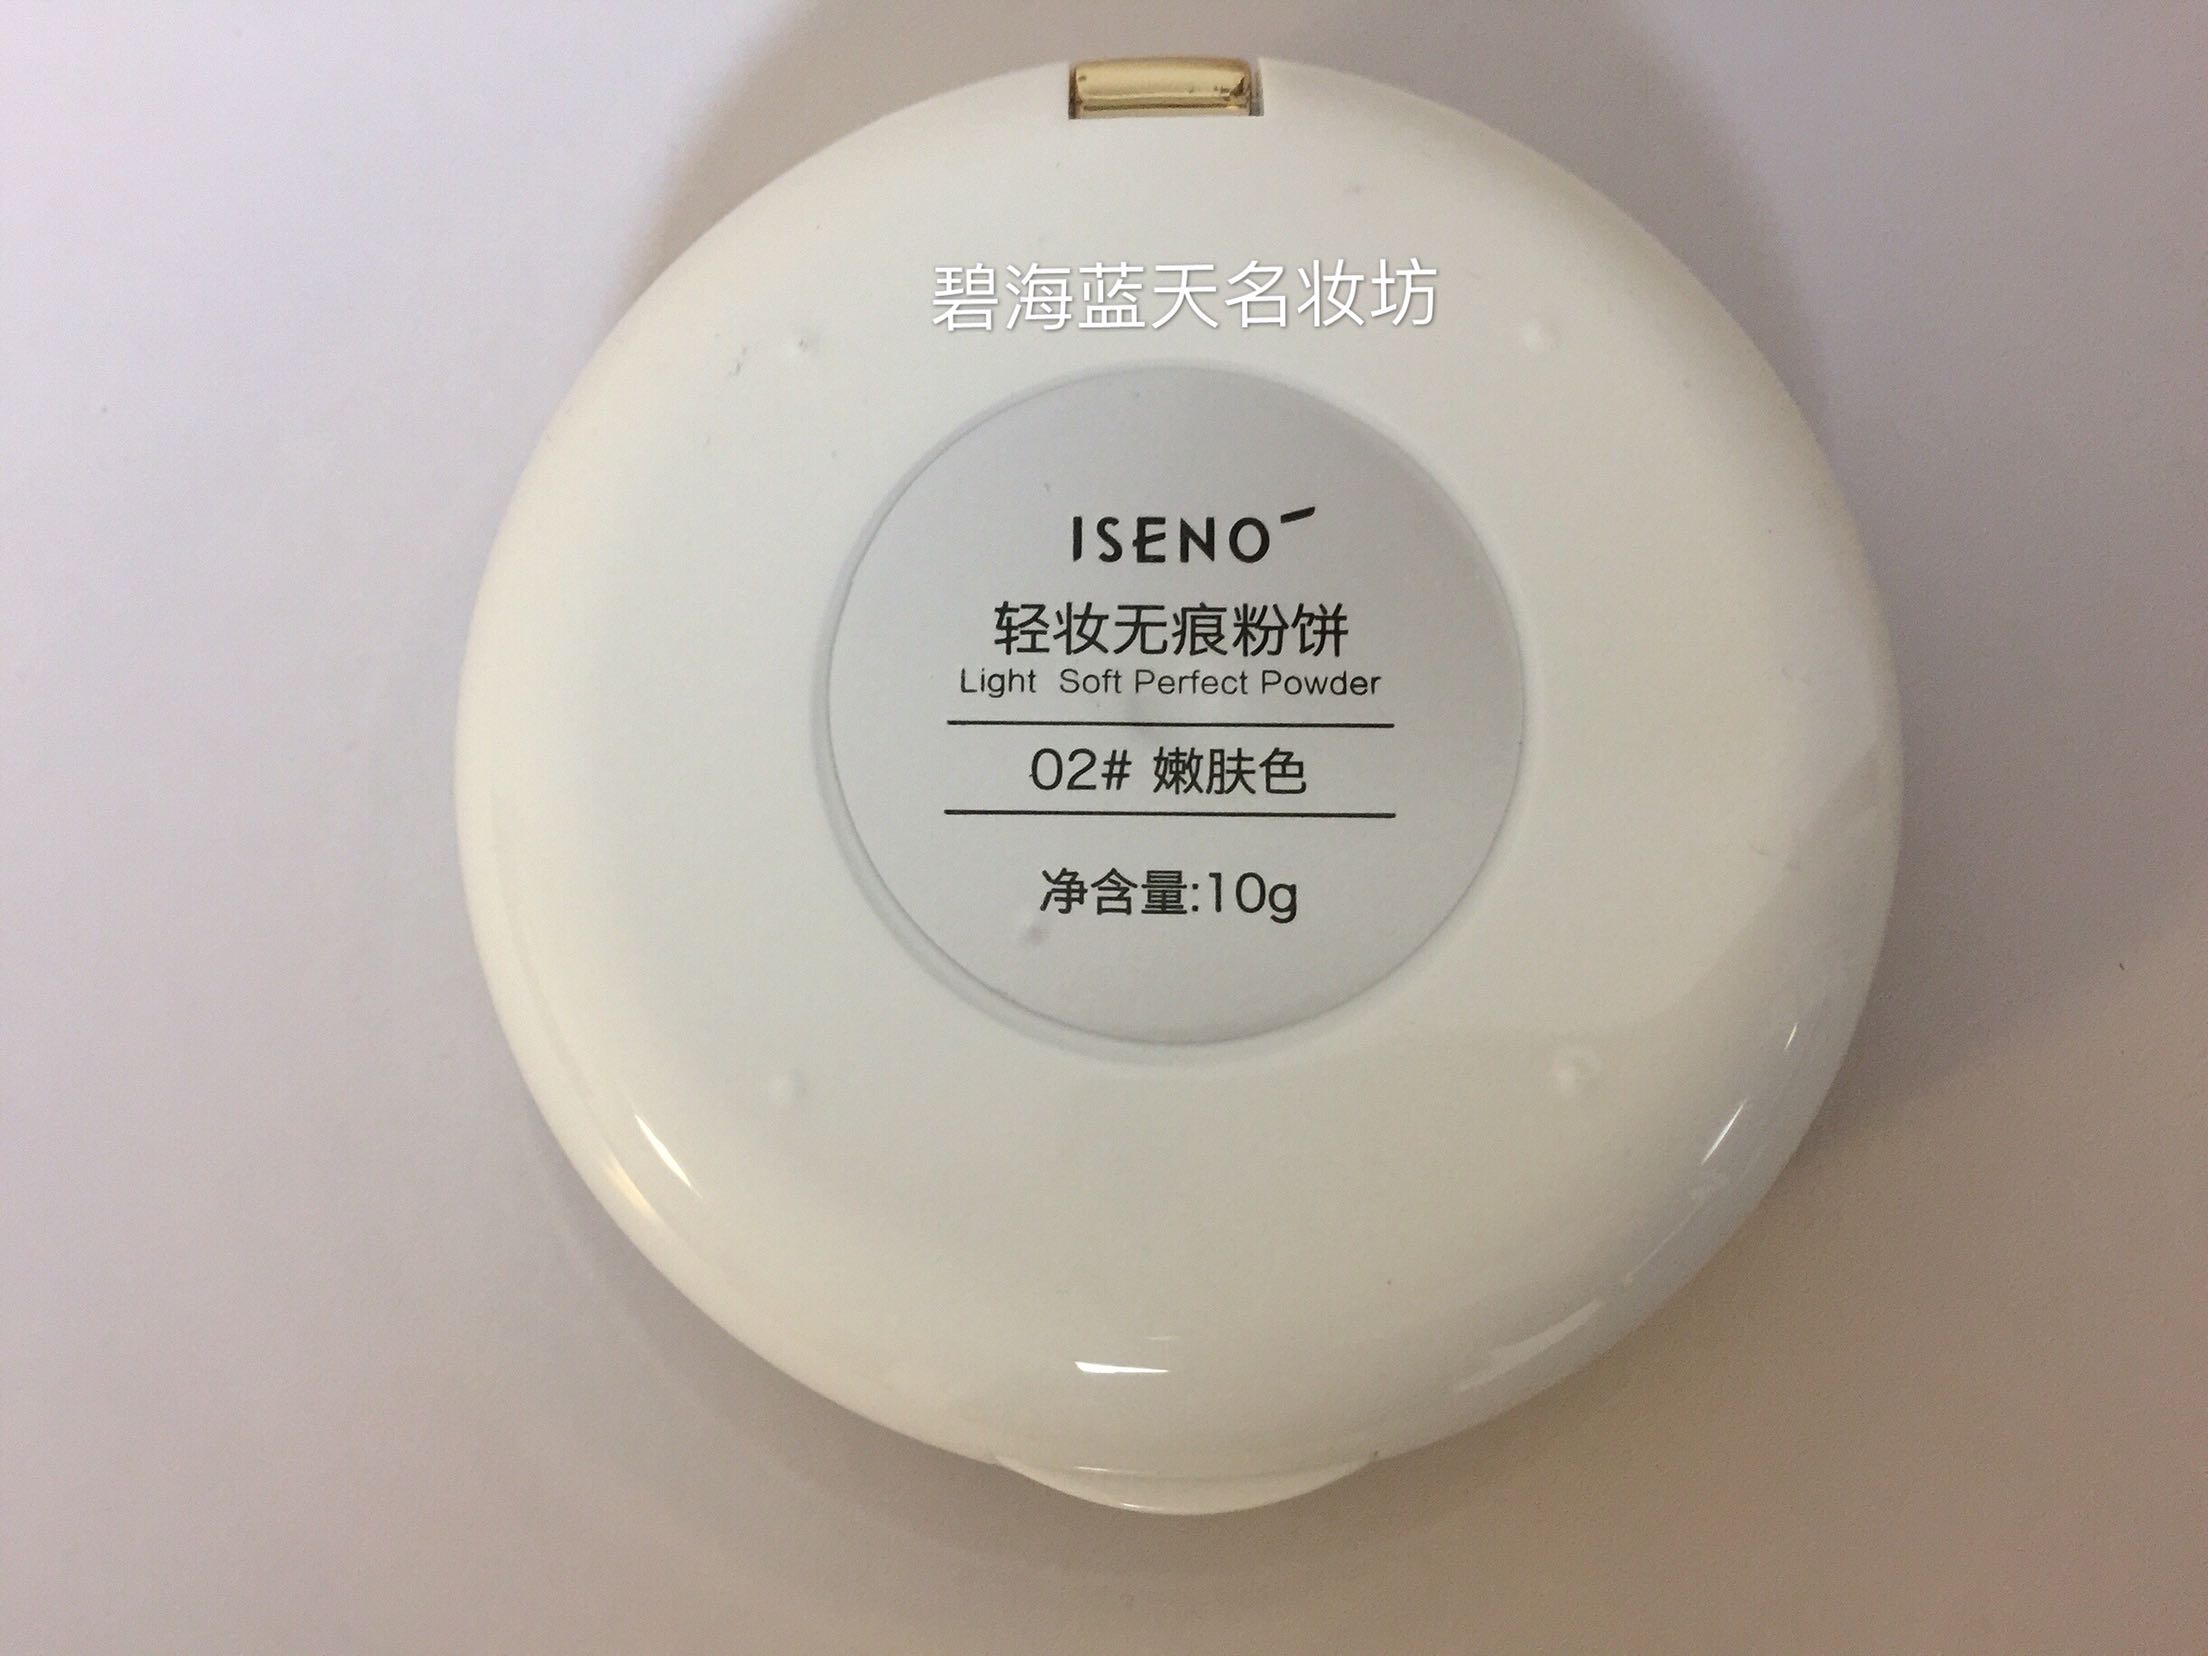 碧海蓝天名妆坊
ISENO
轻妆无痕粉饼
Light Soft Perfect Powder
02# 嫩肤色
净含量:10g